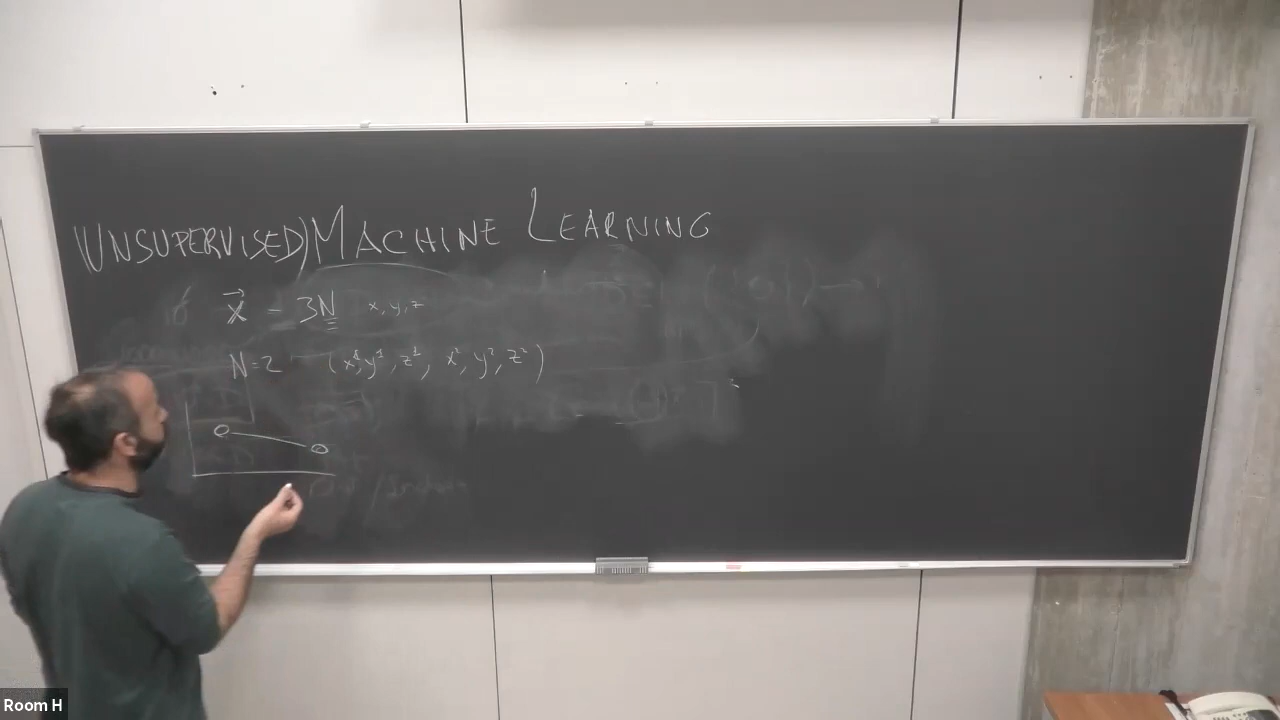 (UNSUPERVISED) MACHINE LEARNING
x⃗ - 3N x, y, z
N=2 (x¹, y¹, z¹, x², y², z²)
Room H